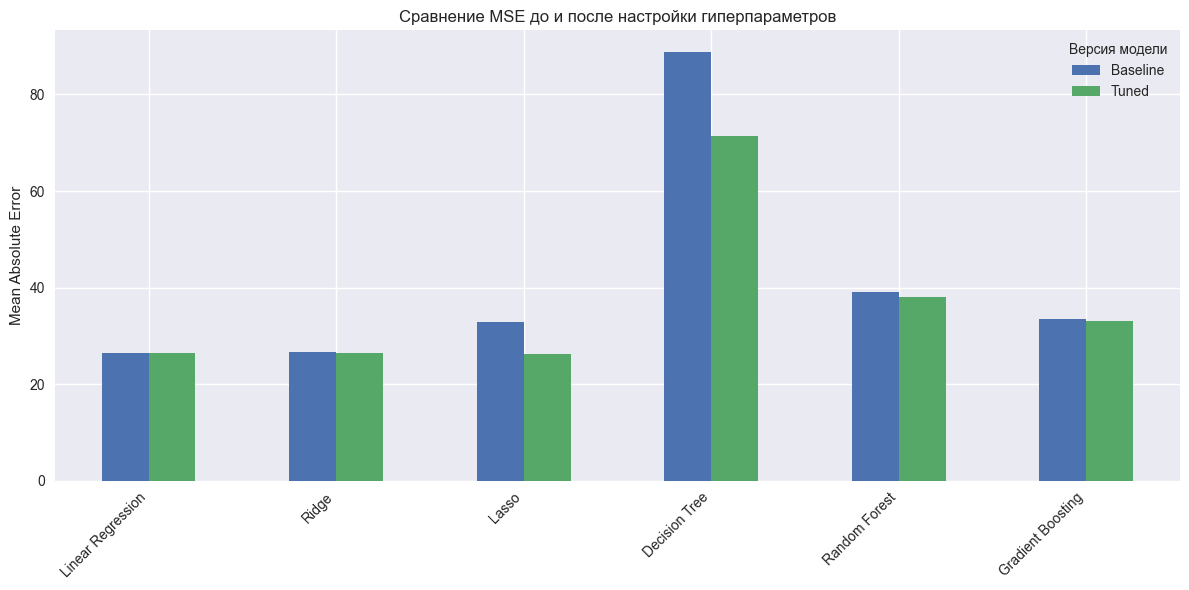 Сравнение MSE до и после настройки гиперпараметров
Версия модели
Baseline
Tuned
Mean Absolute Error
80
60
40
20
0
Linear Regression
Ridge
Lasso
Decision Tree
Random Forest
Gradient Boosting